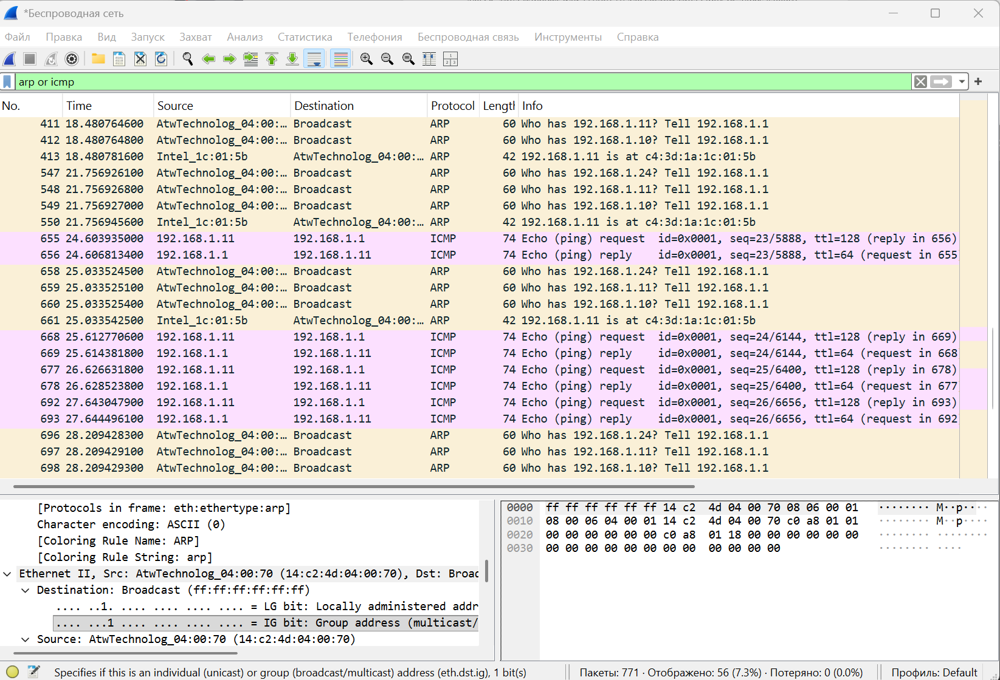 *Беспроводная сеть
Файл Правка Вид Запуск Захват Анализ Статистика Телефония Беспроводная связь Инструменты Справка
arp or icmp
No. Time Source Destination Protocol Length Info
411 18.480764600 AtwTechnolog_04:00:… Broadcast ARP 60 Who has 192.168.1.11? Tell 192.168.1.1
412 18.480764800 AtwTechnolog_04:00:… Broadcast ARP 60 Who has 192.168.1.10? Tell 192.168.1.1
413 18.480781600 Intel_1c:01:5b AtwTechnolog_04:00:… ARP 42 192.168.1.11 is at c4:3d:1a:1c:01:5b
547 21.756926100 AtwTechnolog_04:00:… Broadcast ARP 60 Who has 192.168.1.24? Tell 192.168.1.1
548 21.756926800 AtwTechnolog_04:00:… Broadcast ARP 60 Who has 192.168.1.11? Tell 192.168.1.1
549 21.756927000 AtwTechnolog_04:00:… Broadcast ARP 60 Who has 192.168.1.10? Tell 192.168.1.1
550 21.756945600 Intel_1c:01:5b AtwTechnolog_04:00:… ARP 42 192.168.1.11 is at c4:3d:1a:1c:01:5b
655 24.603935000 192.168.1.11 192.168.1.1 ICMP 74 Echo (ping) request id=0x0001, seq=23/5888, ttl=128 (reply in 656)
656 24.606813400 192.168.1.1 192.168.1.11 ICMP 74 Echo (ping) reply id=0x0001, seq=23/5888, ttl=64 (request in 655
658 25.033524500 AtwTechnolog_04:00:… Broadcast ARP 60 Who has 192.168.1.24? Tell 192.168.1.1
659 25.033525100 AtwTechnolog_04:00:… Broadcast ARP 60 Who has 192.168.1.11? Tell 192.168.1.1
660 25.033525400 AtwTechnolog_04:00:… Broadcast ARP 60 Who has 192.168.1.10? Tell 192.168.1.1
661 25.033542500 Intel_1c:01:5b AtwTechnolog_04:00:… ARP 42 192.168.1.11 is at c4:3d:1a:1c:01:5b
668 25.612770600 192.168.1.11 192.168.1.1 ICMP 74 Echo (ping) request id=0x0001, seq=24/6144, ttl=128 (reply in 669)
669 25.614381800 192.168.1.1 192.168.1.11 ICMP 74 Echo (ping) reply id=0x0001, seq=24/6144, ttl=64 (request in 668
677 26.626631800 192.168.1.11 192.168.1.1 ICMP 74 Echo (ping) request id=0x0001, seq=25/6400, ttl=128 (reply in 678)
678 26.628523800 192.168.1.1 192.168.1.11 ICMP 74 Echo (ping) reply id=0x0001, seq=25/6400, ttl=64 (request in 677
692 27.643047900 192.168.1.11 192.168.1.1 ICMP 74 Echo (ping) request id=0x0001, seq=26/6656, ttl=128 (reply in 693)
693 27.644496100 192.168.1.1 192.168.1.11 ICMP 74 Echo (ping) reply id=0x0001, seq=26/6656, ttl=64 (request in 692
696 28.209428300 AtwTechnolog_04:00:… Broadcast ARP 60 Who has 192.168.1.24? Tell 192.168.1.1
697 28.209429100 AtwTechnolog_04:00:… Broadcast ARP 60 Who has 192.168.1.11? Tell 192.168.1.1
698 28.209429300 AtwTechnolog_04:00:… Broadcast ARP 60 Who has 192.168.1.10? Tell 192.168.1.1
[Protocols in frame: eth:ethertype:arp]
Character encoding: ASCII (0)
[Coloring Rule Name: ARP]
[Coloring Rule String: arp]
Ethernet II, Src: AtwTechnolog_04:00:70 (14:c2:4d:04:00:70), Dst: Broad
Destination: Broadcast (ff:ff:ff:ff:ff:ff)
.... ..1. .... .... .... .... = LG bit: Locally administered addr
.... ...1 .... .... .... .... = IG bit: Group address (multicast/
Source: AtwTechnolog_04:00:70 (14:c2:4d:04:00:70)
0000 ff ff ff ff ff ff 14 c2 4d 04 00 70 08 06 00 01 ········ M··p····
0010 08 00 06 04 00 01 14 c2 4d 04 00 70 c0 a8 01 01 ········ M··p····
0020 00 00 00 00 00 00 c0 a8 01 18 00 00 00 00 00 00 ········ ········
0030 00 00 00 00 00 00 00 00 00 00 00 00 ········ ····
Specifies if this is an individual (unicast) or group (broadcast/multicast) address (eth.dst.ig), 1 bit(s) Пакеты: 771 · Отображено: 56 (7.3%) · Потеряно: 0 (0.0%) Профиль: Default